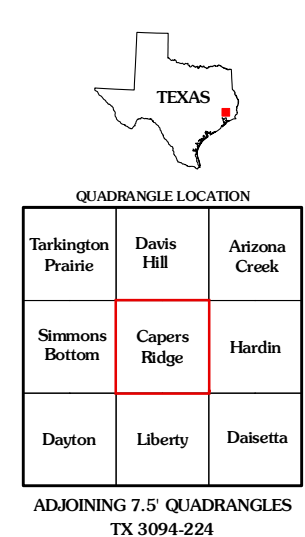 TEXAS
QUADRANGLE LOCATION
Tarkington
Prairie
Davis
Hill
Arizona
Creek
Simmons
Bottom
Capers
Ridge
Hardin
Dayton
Liberty
Daisetta
ADJOINING 7.5' QUADRANGLES
TX 3094-224